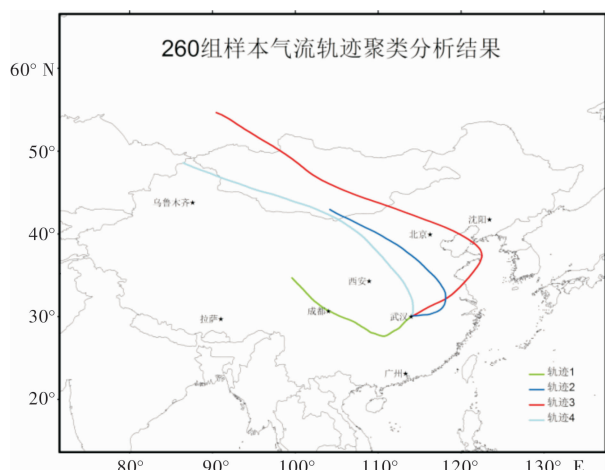 260组样本气流轨迹聚类分析结果
60° N
50°
乌鲁木齐
沈阳
40°
北京
西安
成都
30°
拉萨
武汉
广州
轨迹1
轨迹2
轨迹3
20°
轨迹4
80° 90° 100° 110° 120° 130° E